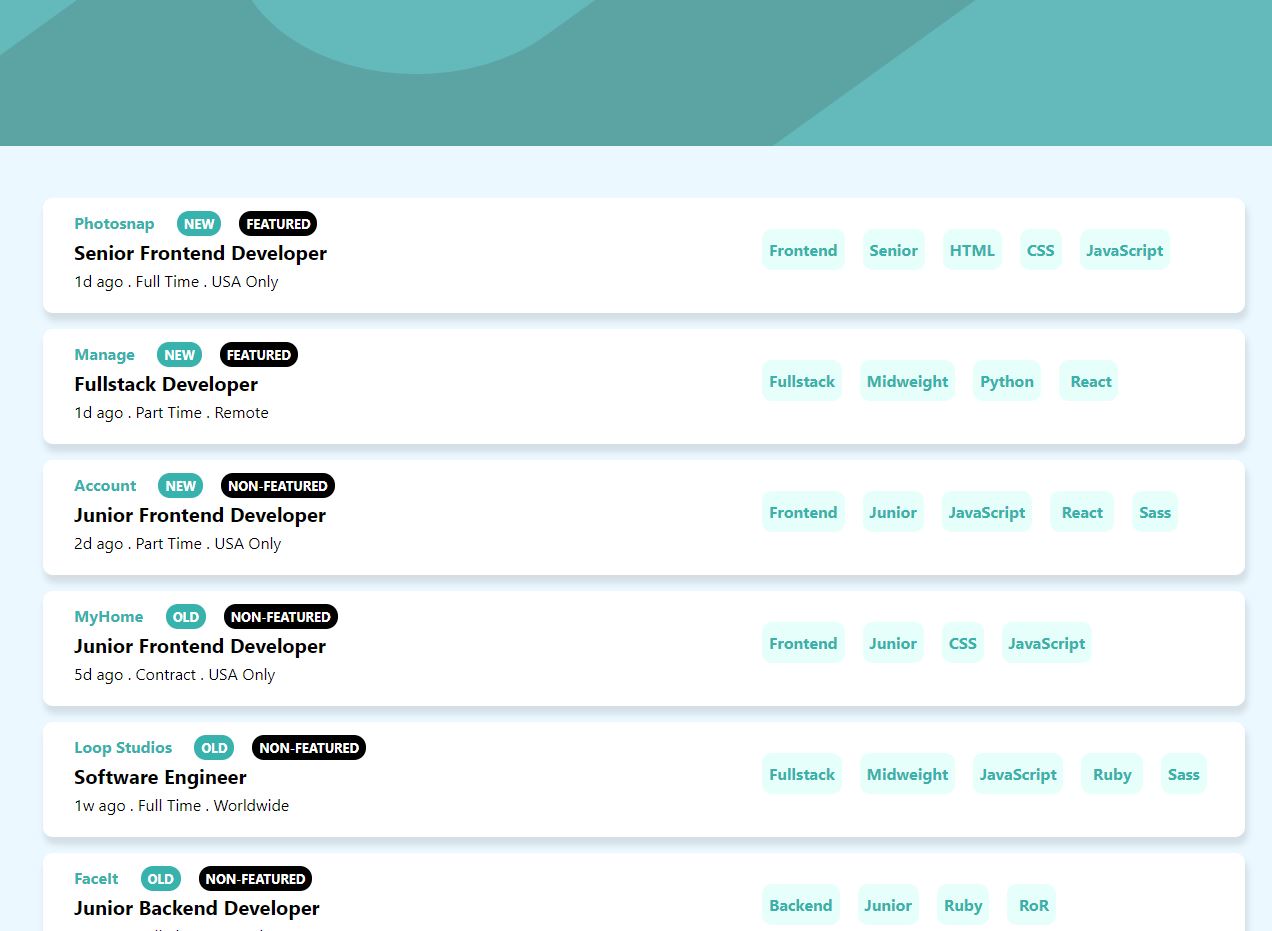 Photosnap NEW FEATURED
Senior Frontend Developer
1d ago . Full Time . USA Only
Frontend Senior HTML CSS JavaScript
Manage NEW FEATURED
Fullstack Developer
1d ago . Part Time . Remote
Fullstack Midweight Python React
Account NEW NON-FEATURED
Junior Frontend Developer
2d ago . Part Time . USA Only
Frontend Junior JavaScript React Sass
MyHome OLD NON-FEATURED
Junior Frontend Developer
5d ago . Contract . USA Only
Frontend Junior CSS JavaScript
Loop Studios OLD NON-FEATURED
Software Engineer
1w ago . Full Time . Worldwide
Fullstack Midweight JavaScript Ruby Sass
FaceIt OLD NON-FEATURED
Junior Backend Developer
Backend Junior Ruby RoR